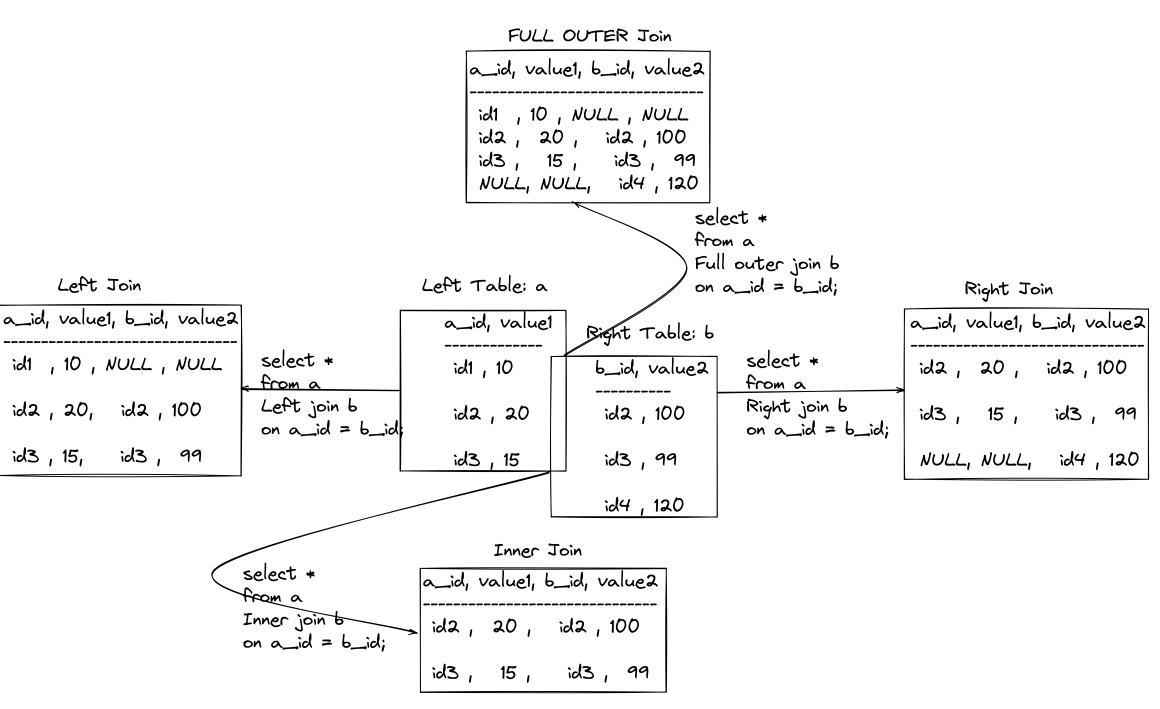 FULL OUTER Join
a_id, value1, b_id, value2
---------------------------------
id1 , 10 , NULL , NULL
id2 , 20 , id2 , 100
id3 , 15 , id3 , 99
NULL, NULL, id4 , 120
select *
from a
Full outer join b
on a_id = b_id;
Left Join
a_id, value1, b_id, value2
---------------------------------
id1 , 10 , NULL , NULL
id2 , 20, id2 , 100
id3 , 15, id3 , 99
select *
from a
Left join b
on a_id = b_id;
Left Table: a
a_id, value1
--------------
id1 , 10
id2 , 20
id3 , 15
Right Table: b
b_id, value2
-----------
id2 , 100
id3 , 99
id4 , 120
select *
from a
Right join b
on a_id = b_id;
Right Join
a_id, value1, b_id, value2
---------------------------------
id2 , 20 , id2 , 100
id3 , 15 , id3 , 99
NULL, NULL, id4 , 120
select *
from a
Inner join b
on a_id = b_id;
Inner Join
a_id, value1, b_id, value2
---------------------------------
id2 , 20 , id2 , 100
id3 , 15 , id3 , 99